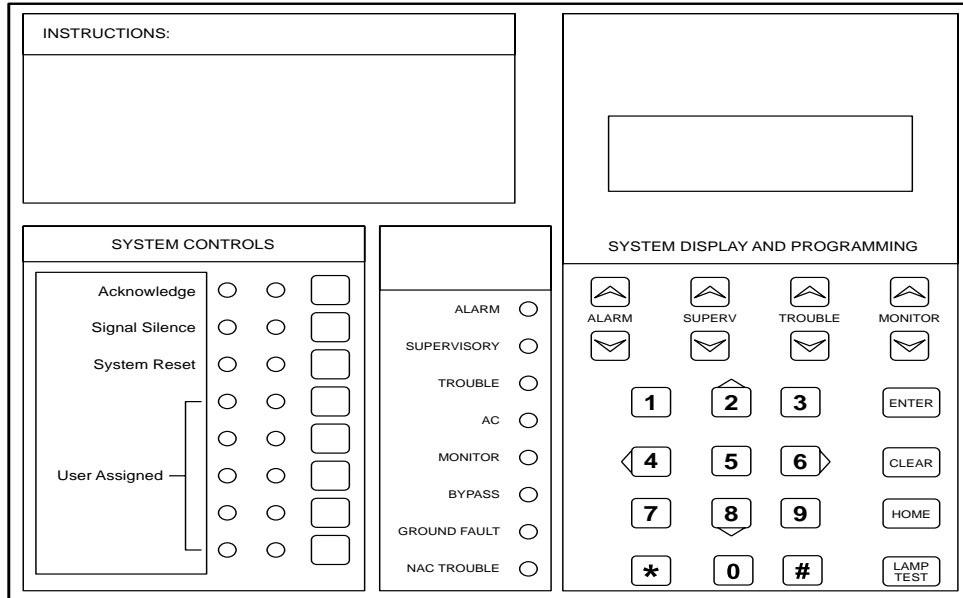 INSTRUCTIONS:
SYSTEM CONTROLS
Acknowledge
Signal Silence
System Reset
User Assigned
ALARM
SUPERVISORY
TROUBLE
AC
MONITOR
BYPASS
GROUND FAULT
NAC TROUBLE
SYSTEM DISPLAY AND PROGRAMMING
ALARM SUPERV TROUBLE MONITOR
1 2 3 ENTER
4 5 6 CLEAR
7 8 9 HOME
* 0 # LAMP
TEST